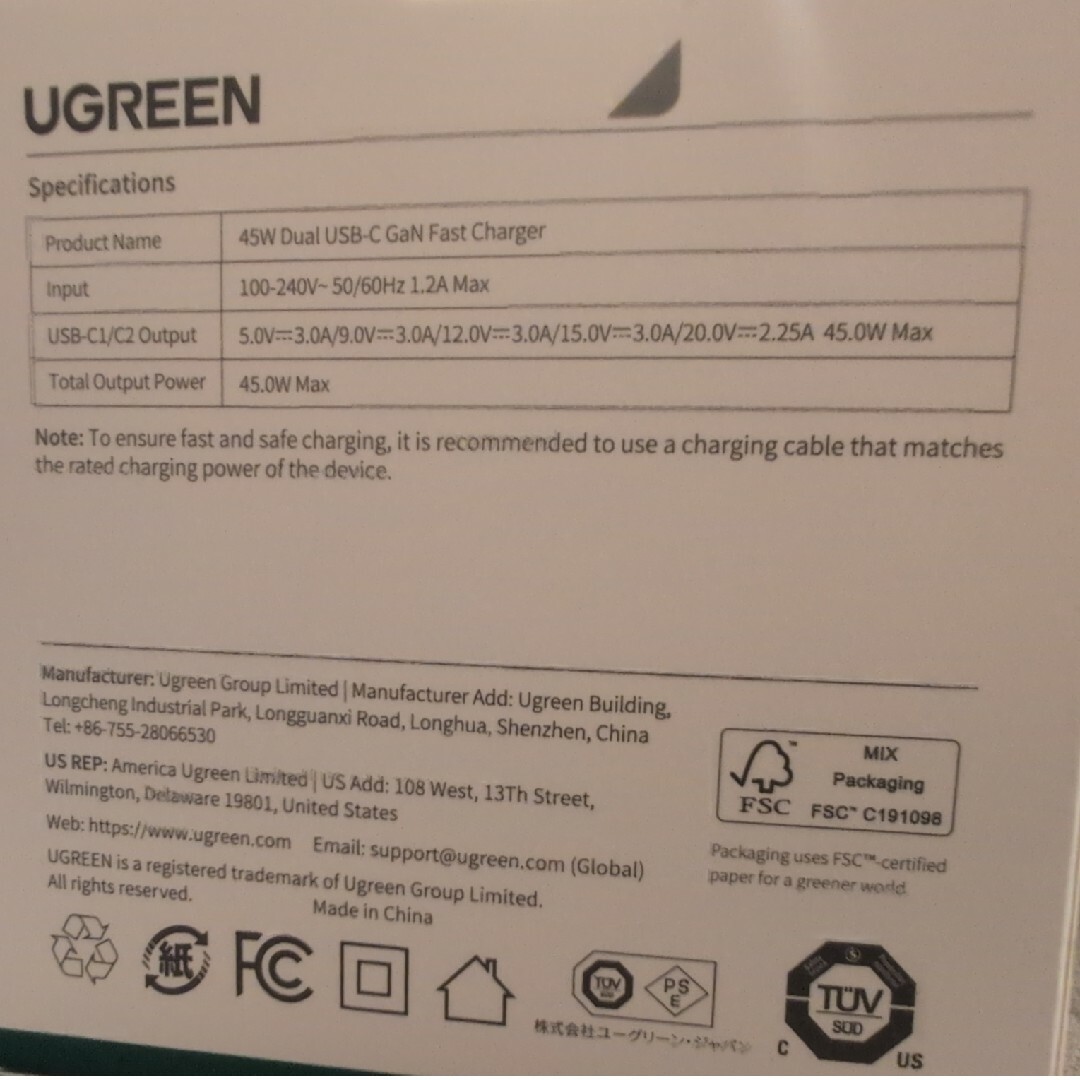 UGREEN
Specifications
Product Name 45W Dual USB-C GaN Fast Charger
Input 100-240V~ 50/60Hz 1.2A Max
USB-C1/C2 Output 5.0V⎓3.0A/9.0V⎓3.0A/12.0V⎓3.0A/15.0V⎓3.0A/20.0V⎓2.25A 45.0W Max
Total Output Power 45.0W Max
Note: To ensure fast and safe charging, it is recommended to use a charging cable that matches
the rated charging power of the device.
Manufacturer: Ugreen Group Limited | Manufacturer Add: Ugreen Building,
Longcheng Industrial Park, Longguanxi Road, Longhua, Shenzhen, China
Tel: +86-755-28066530
US REP: America Ugreen Limited | US Add: 108 West, 13Th Street,
Wilmington, Delaware 19801, United States
Web: https://www.ugreen.com Email: support@ugreen.com (Global)
UGREEN is a registered trademark of Ugreen Group Limited.
All rights reserved.
Made in China
FSC™
MIX
Packaging
FSC™ C191098
Packaging uses FSC™-certified
paper for a greener world.
紙
FC
TÜV
SÜD
PS
E
株式会社ユーグリーン・ジャパン
TÜV
SÜD
C US